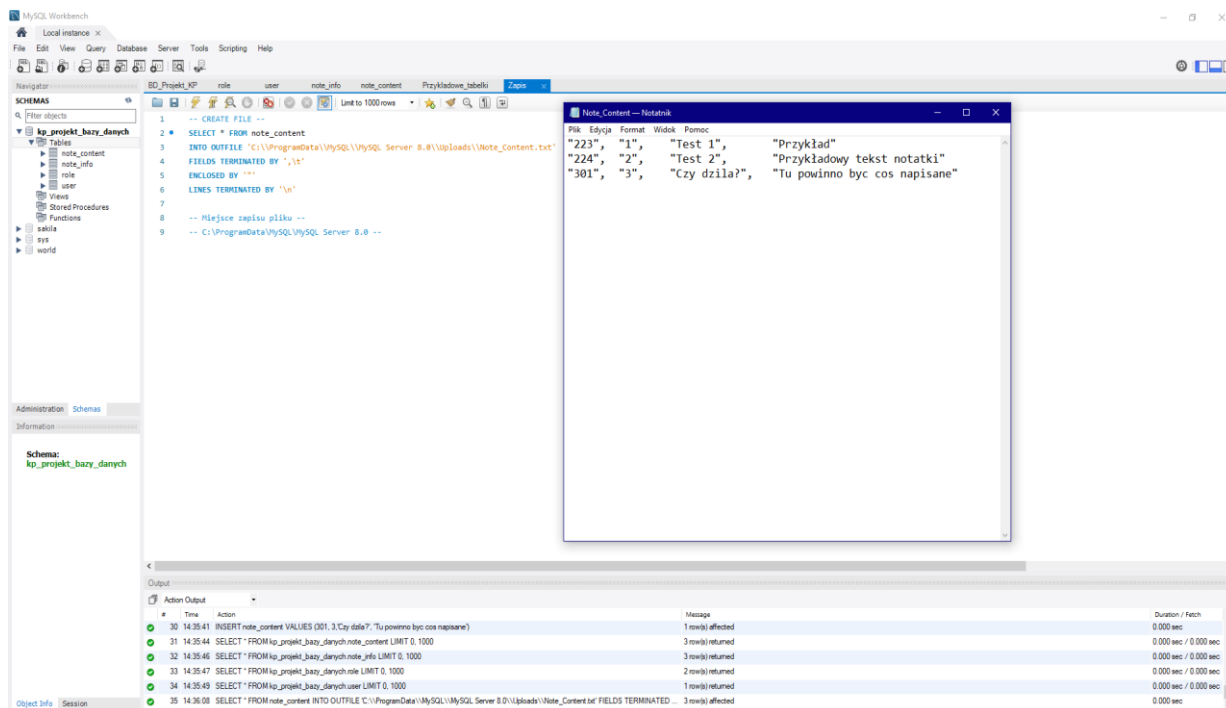 MySQL Workbench
Local instance ×
File Edit View Query Database Server Tools Scripting Help
Navigator
SCHEMAS
Filter objects
kp_projekt_bazy_danych
Tables
note_content
note_info
role
user
Views
Stored Procedures
Functions
sakila
sys
world
Administration Schemas
Information
Schema:
kp_projekt_bazy_danych
Object Info Session
BD_Projekt_KP role user note_info note_content Przykladowe_tabelki Zapis ×
Limit to 1000 rows
1 -- CREATE FILE --
2 SELECT * FROM note_content
3 INTO OUTFILE 'C:\\ProgramData\\MySQL\\MySQL Server 8.0\\Uploads\\Note_Content.txt'
4 FIELDS TERMINATED BY ',\t'
5 ENCLOSED BY '"'
6 LINES TERMINATED BY '\n'
7
8 -- Miejsce zapisu pliku --
9 -- C:\ProgramData\MySQL\MySQL Server 8.0 --
Note_Content — Notatnik
Plik Edycja Format Widok Pomoc
"223", "1", "Test 1", "Przykład"
"224", "2", "Test 2", "Przykładowy tekst notatki"
"301", "3", "Czy dzila?", "Tu powinno byc cos napisane"
Output
Action Output
# Time Action Message Duration / Fetch
30 14:35:41 INSERT note_content VALUES (301, 3,'Czy dzila?', 'Tu powinno byc cos napisane') 1 row(s) affected 0.000 sec
31 14:35:44 SELECT * FROM kp_projekt_bazy_danych.note_content LIMIT 0, 1000 3 row(s) returned 0.000 sec / 0.000 sec
32 14:35:46 SELECT * FROM kp_projekt_bazy_danych.note_info LIMIT 0, 1000 3 row(s) returned 0.000 sec / 0.000 sec
33 14:35:47 SELECT * FROM kp_projekt_bazy_danych.role LIMIT 0, 1000 2 row(s) returned 0.000 sec / 0.000 sec
34 14:35:49 SELECT * FROM kp_projekt_bazy_danych.user LIMIT 0, 1000 1 row(s) returned 0.000 sec / 0.000 sec
35 14:36:08 SELECT * FROM note_content INTO OUTFILE 'C:\\ProgramData\\MySQL\\MySQL Server 8.0\\Uploads\\Note_Content.txt' FIELDS TERMINATED ... 3 row(s) affected 0.000 sec